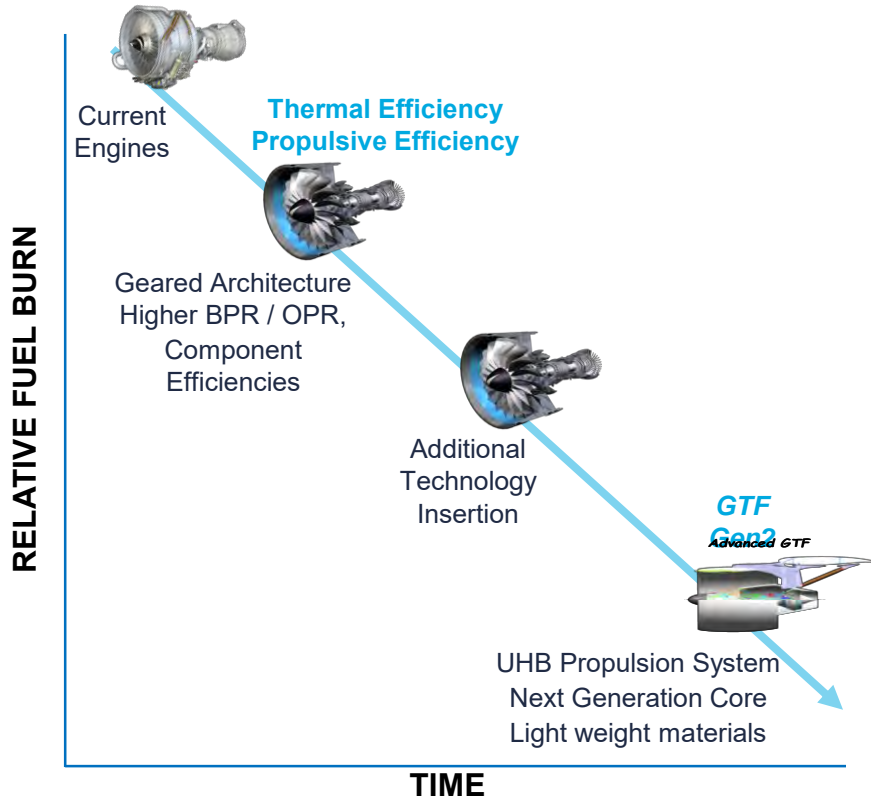 Current
Engines
Thermal Efficiency
Propulsive Efficiency
Geared Architecture
Higher BPR / OPR,
Component
Efficiencies
Additional
Technology
Insertion
GTF
Gen2
Advanced GTF
UHB Propulsion System
Next Generation Core
Light weight materials
RELATIVE FUEL BURN
TIME